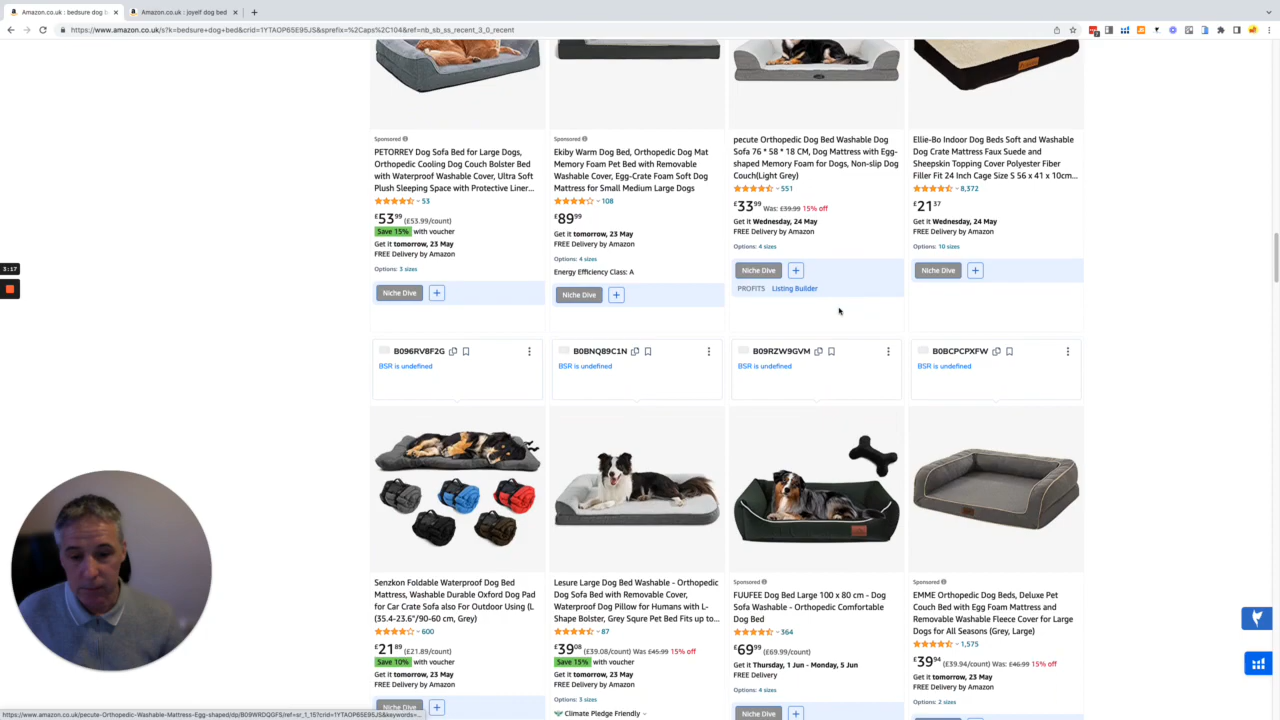 Amazon.co.uk : bedsure dog b
Amazon.co.uk : joyelf dog bed
https://www.amazon.co.uk/s?k=bedsure+dog+bed&crid=1YTAOP65E95JS&sprefix=%2Caps%2C104&ref=nb_sb_ss_recent_3_0_recent
Sponsored
PETORREY Dog Sofa Bed for Large Dogs,
Orthopedic Cooling Dog Couch Bolster Bed
with Waterproof Washable Cover, Ultra Soft
Plush Sleeping Space with Protective Liner...
53
£53 99 (£53.99/count)
Save 15% with voucher
Get it tomorrow, 23 May
FREE Delivery by Amazon
Options: 3 sizes
Niche Dive +
Sponsored
Ekiby Warm Dog Bed, Orthopedic Dog Mat
Memory Foam Pet Bed with Removable
Washable Cover, Egg-Crate Foam Soft Dog
Mattress for Small Medium Large Dogs
108
£89 99
Get it tomorrow, 23 May
FREE Delivery by Amazon
Options: 4 sizes
Energy Efficiency Class: A
Niche Dive +
pecute Orthopedic Dog Bed Washable Dog
Sofa 76 * 58 * 18 CM, Dog Mattress with Egg-
shaped Memory Foam for Dogs, Non-slip Dog
Couch(Light Grey)
551
£33 99 Was: £39.99 15% off
Get it Wednesday, 24 May
FREE Delivery by Amazon
Options: 4 sizes
Niche Dive +
PROFITS Listing Builder
Ellie-Bo Indoor Dog Beds Soft and Washable
Dog Crate Mattress Faux Suede and
Sheepskin Topping Cover Polyester Fiber
Filler Fit 24 Inch Cage Size S 56 x 41 x 10cm...
8,372
£21 37
Get it Wednesday, 24 May
FREE Delivery by Amazon
Options: 10 sizes
Niche Dive +
3:17
B096RV8F2G
BSR is undefined
B0BNQ89C1N
BSR is undefined
B09RZW9GVM
BSR is undefined
B0BCPCPXFW
BSR is undefined
Senzkon Foldable Waterproof Dog Bed
Mattress, Washable Durable Oxford Dog Pad
for Car Crate Sofa also For Outdoor Using (L
(35.4-23.6"/90-60 cm, Grey)
600
£21 89 (£21.89/count)
Save 10% with voucher
Get it tomorrow, 23 May
FREE Delivery by Amazon
Niche Dive +
Lesure Large Dog Bed Washable - Orthopedic
Dog Sofa Bed with Removable Cover,
Waterproof Dog Pillow for Humans with L-
Shape Bolster, Grey Squre Pet Bed Fits up to...
87
£39 08 (£39.08/count) Was £45.99 15% off
Save 15% with voucher
Get it tomorrow, 23 May
FREE Delivery by Amazon
Options: 3 sizes
Climate Pledge Friendly
Sponsored
FUUFEE Dog Bed Large 100 x 80 cm - Dog
Sofa Washable - Orthopedic Comfortable
Dog Bed
364
£69 99 (£69.99/count)
Get it Thursday, 1 Jun - Monday, 5 Jun
FREE Delivery
Options: 4 sizes
Niche Dive +
Sponsored
EMME Orthopedic Dog Beds, Deluxe Pet
Couch Bed with Egg Foam Mattress and
Removable Washable Fleece Cover for Large
Dogs for All Seasons (Grey, Large)
1,575
£39 94 (£39.94/count) Was: £46.99 15% off
Get it tomorrow, 23 May
FREE Delivery by Amazon
Options: 2 sizes
Niche Dive +
https://www.amazon.co.uk/pecute-Orthopedic-Washable-Mattress-Egg-shaped/dp/B09WRDQGFS/ref=sr_1_15?crid=1YTAOP65E95JS&keywords=...